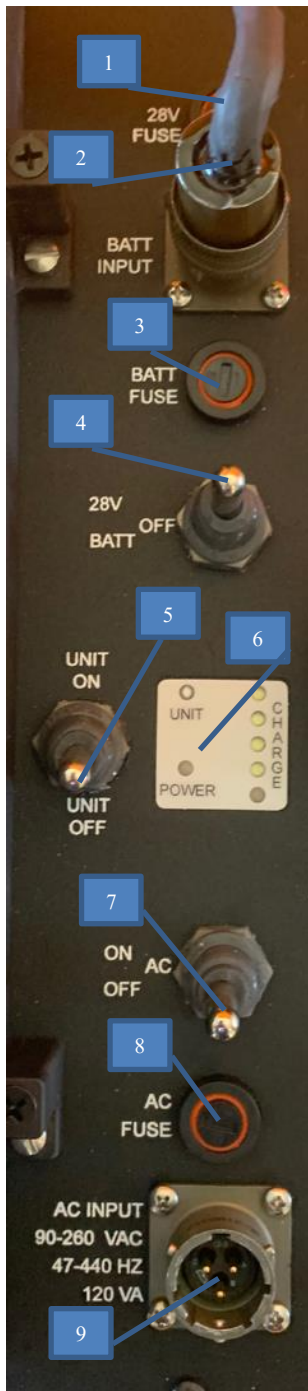 1
28V
FUSE
2
BATT
INPUT
3
BATT
FUSE
4
28V
OFF
BATT
5
6
UNIT
ON
UNIT
POWER
CHARGE
UNIT
OFF
7
ON
AC
OFF
8
AC
FUSE
AC INPUT
90-260 VAC
47-440 HZ
120 VA
9